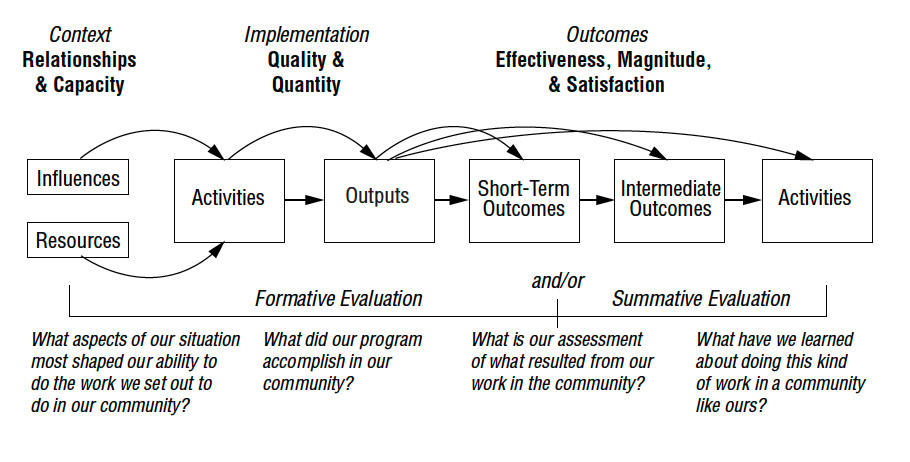 Context
Relationships
& Capacity
Implementation
Quality &
Quantity
Outcomes
Effectiveness, Magnitude,
& Satisfaction
Influences
Resources
Activities
Outputs
Short-Term
Outcomes
Intermediate
Outcomes
Activities
and/or
Formative Evaluation
Summative Evaluation
What aspects of our situation
most shaped our ability to
do the work we set out to
do in our community?
What did our program
accomplish in our
community?
What is our assessment
of what resulted from our
work in the community?
What have we learned
about doing this kind
of work in a community
like ours?